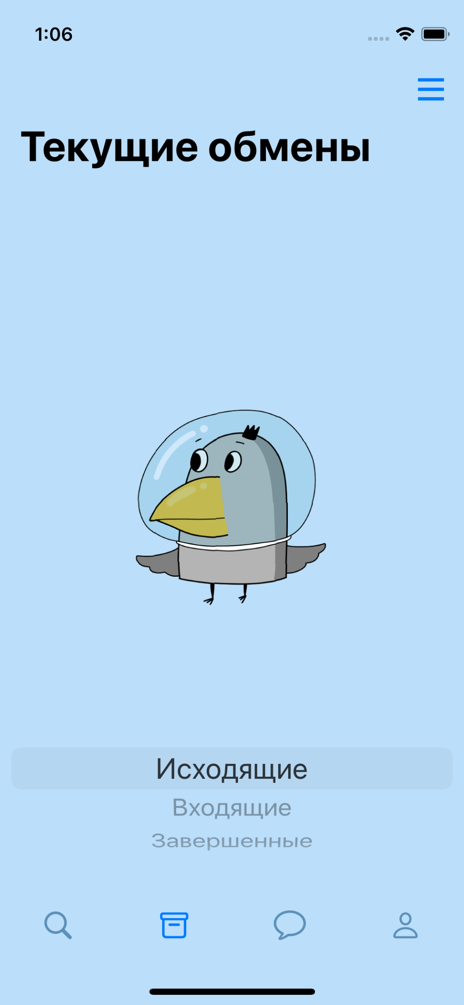 1:06
Текущие обмены
Исходящие
Входящие
Завершенные